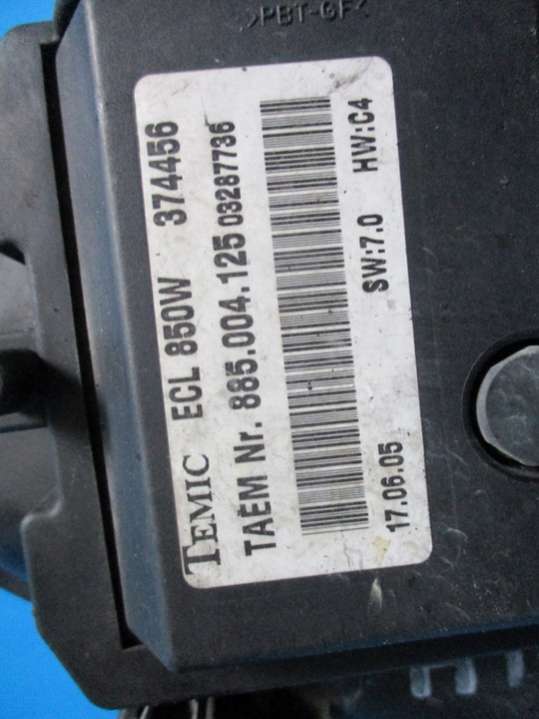 >PBT-GF<
TEMIC ECL 850W 374456
TAEM Nr. 885.004.125 03287736
17.06.05 SW:7.0 HW:C4